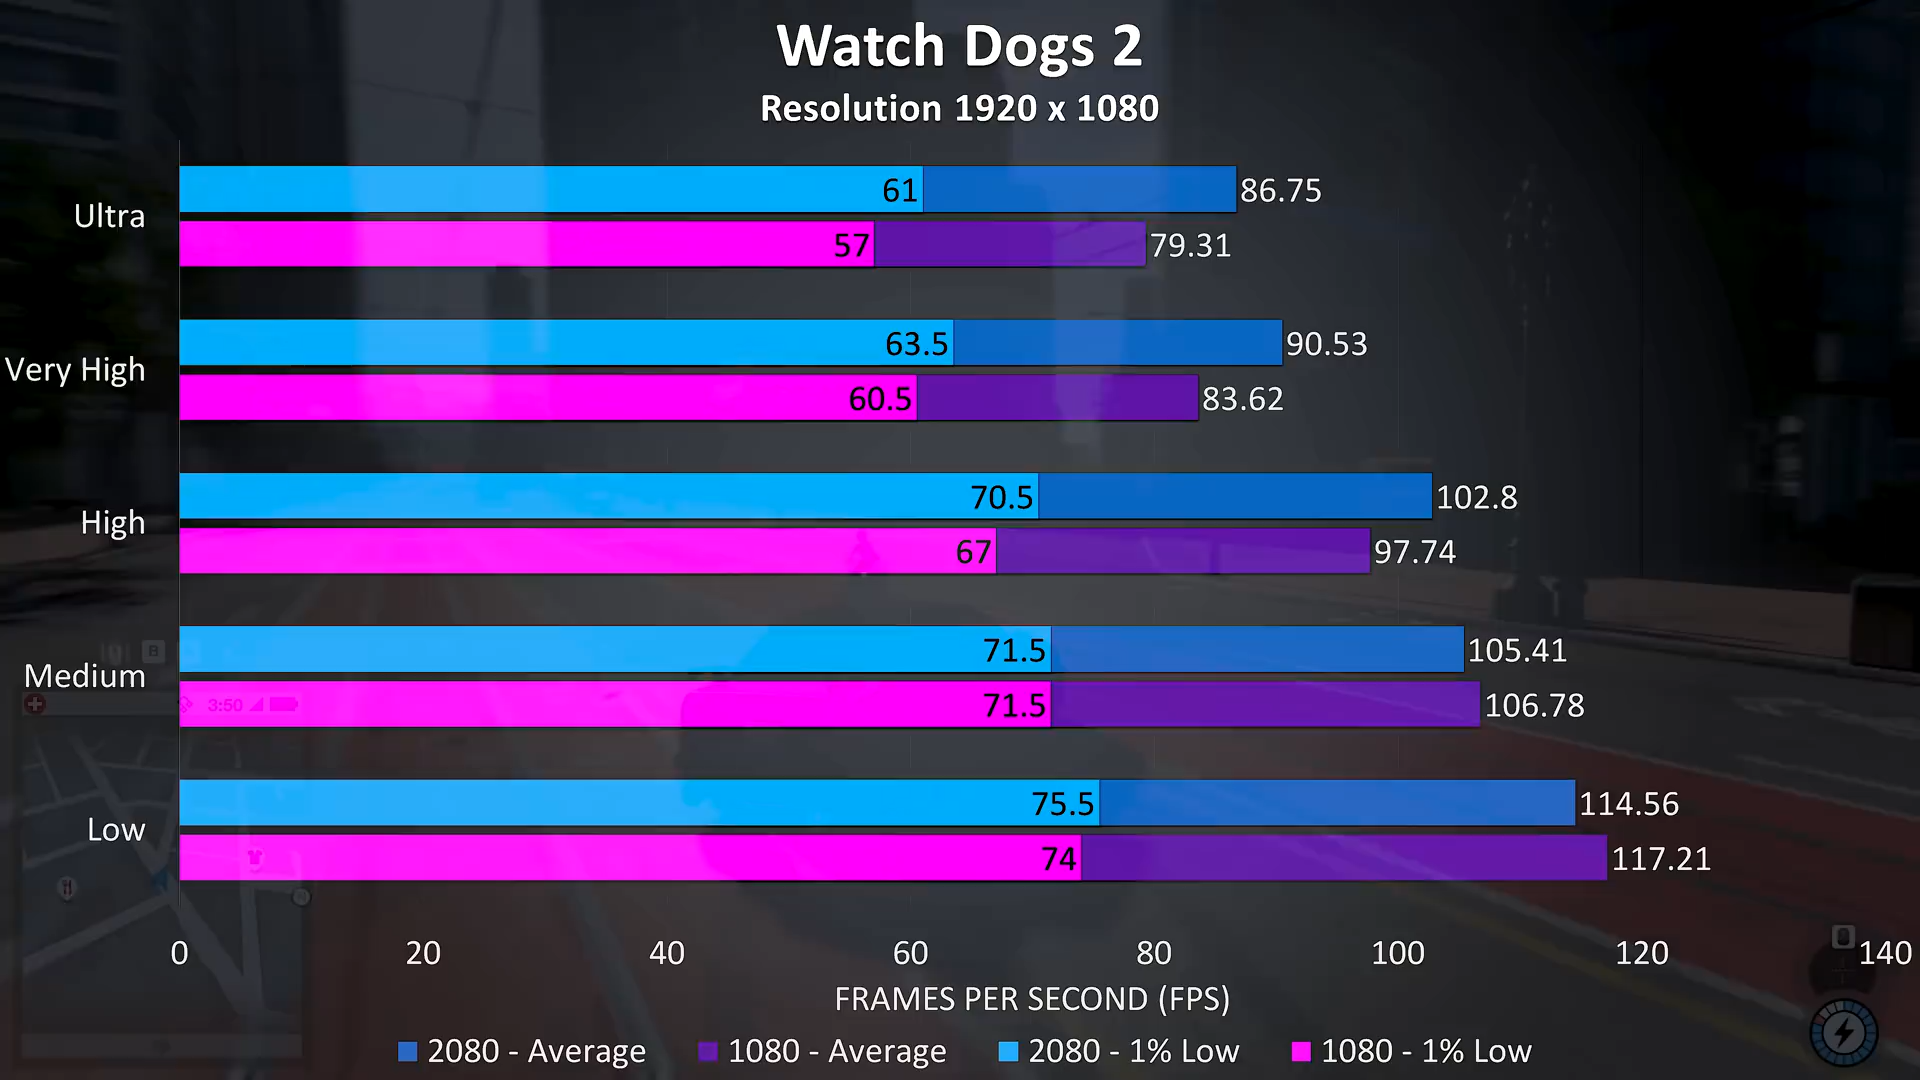 Watch Dogs 2
Resolution 1920 x 1080
61
86.75
Ultra
57
79.31
63.5
90.53
Very High
60.5
83.62
70.5
102.8
High
67
97.74
71.5
105.41
B
Medium
71.5
106.78
3:50
75.5
114.56
Low
74
117.21
0 20 40 60 80 100 120 140
FRAMES PER SECOND (FPS)
2080 - Average 1080 - Average 2080 - 1% Low 1080 - 1% Low